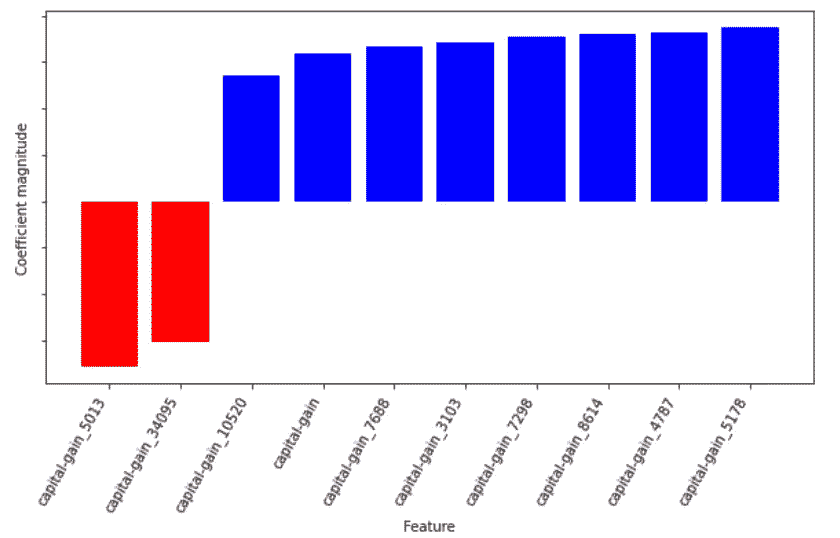 Coefficient magnitude
capital-gain_5013
capital-gain_34095
capital-gain_10520
capital-gain
capital-gain_7688
capital-gain_3103
capital-gain_7298
capital-gain_8614
capital-gain_4787
capital-gain_5178
Feature